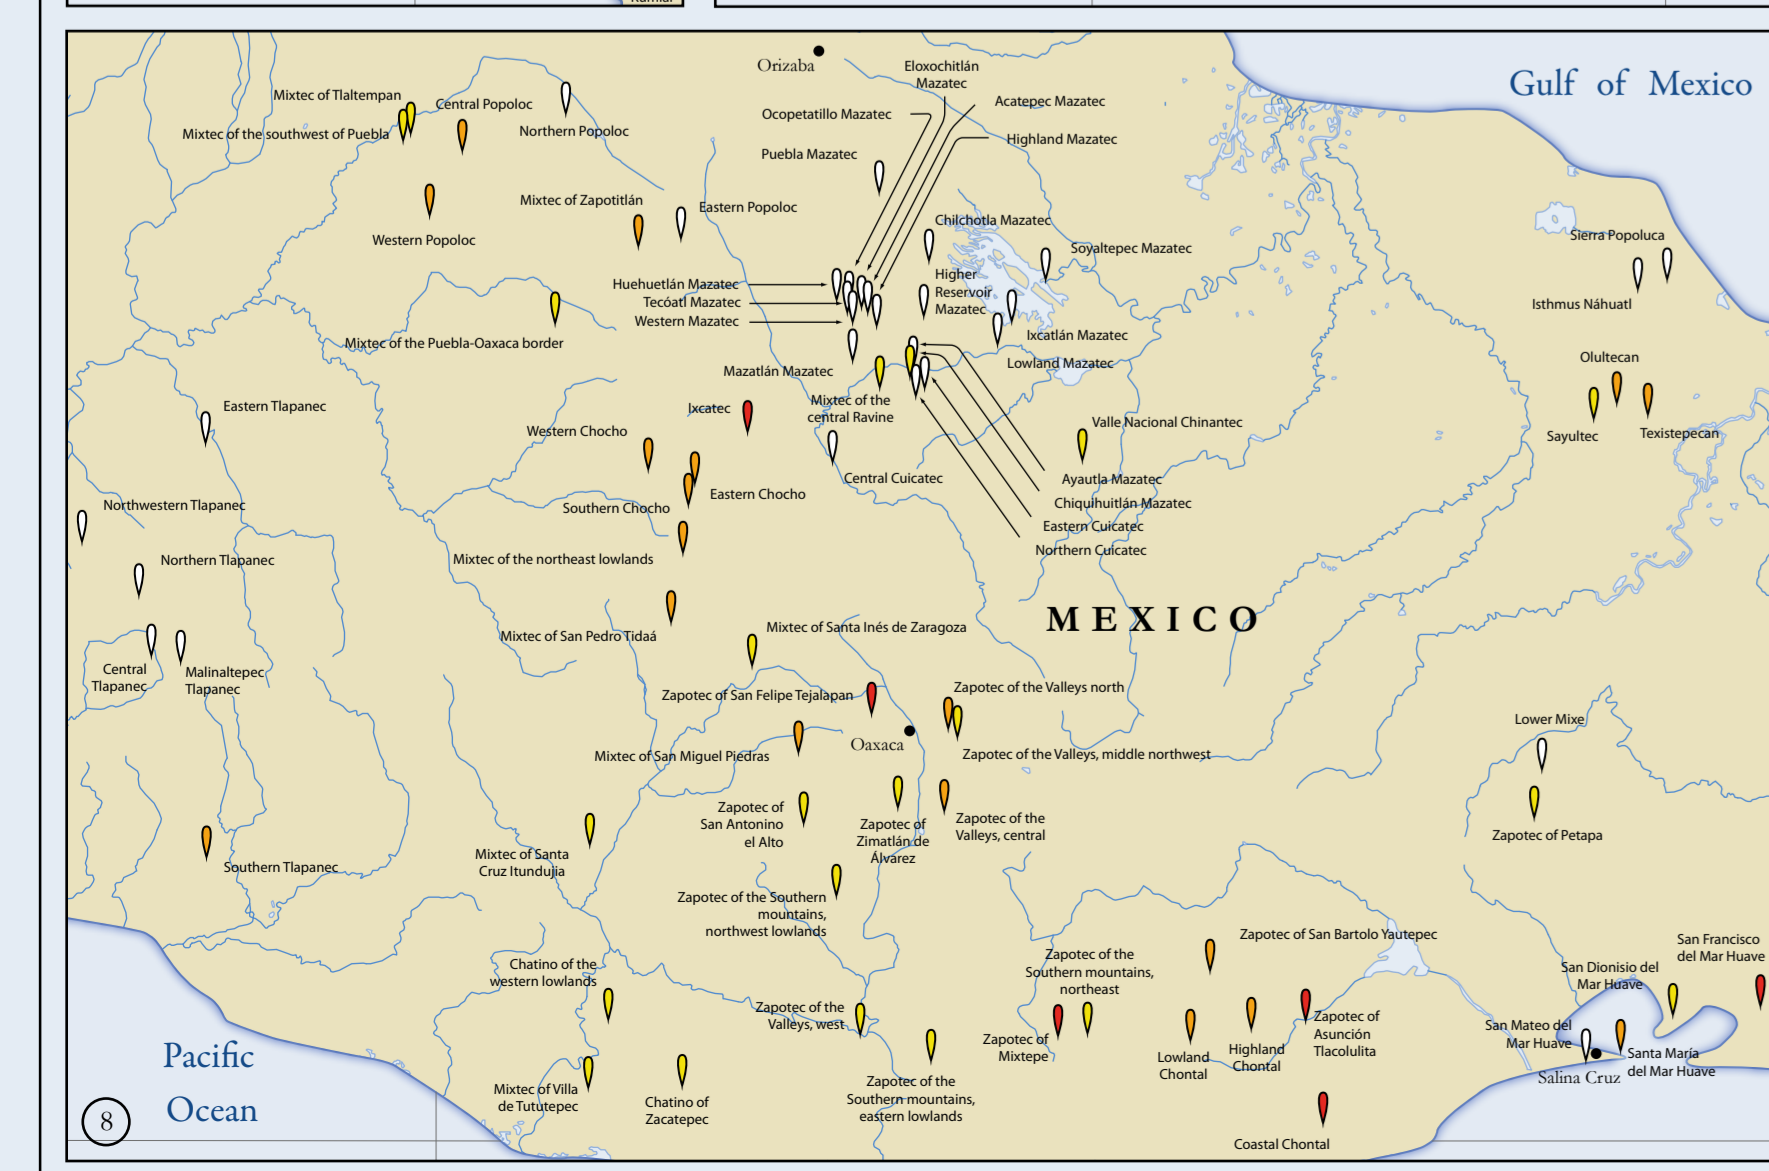 Orizaba
Gulf of Mexico
Eloxochitlán
Mazatec
Mixtec of Tlaltempan
Central Popoloc
Acatepec Mazatec
Ocopetatillo Mazatec
Mixtec of the southwest of Puebla
Northern Popoloc
Highland Mazatec
Puebla Mazatec
Mixtec of Zapotitlán
Eastern Popoloc
Chilchotla Mazatec
Western Popoloc
Soyaltepec Mazatec
Sierra Popoluca
Huehuetlán Mazatec
Higher
Reservoir
Mazatec
Tecóatl Mazatec
Isthmus Náhuatl
Western Mazatec
Ixcatlán Mazatec
Mixtec of the Puebla-Oaxaca border
Olultecan
Lowland Mazatec
Mazatlán Mazatec
Mixtec of the
central Ravine
Eastern Tlapanec
Ixcatec
Valle Nacional Chinantec
Western Chocho
Sayultec
Texistepecan
Central Cuicatec
Ayautla Mazatec
Eastern Chocho
Chiquihuitlán Mazatec
Northwestern Tlapanec
Southern Chocho
Eastern Cuicatec
Northern Cuicatec
Northern Tlapanec
Mixtec of the northeast lowlands
MEXICO
Mixtec of San Pedro Tidaá
Mixtec of Santa Inés de Zaragoza
Central
Tlapanec
Malinaltepec
Tlapanec
Zapotec of San Felipe Tejalapan
Zapotec of the Valleys north
Lower Mixe
Oaxaca
Mixtec of San Miguel Piedras
Zapotec of the Valleys, middle northwest
Zapotec of
San Antonino
el Alto
Zapotec of
Zimatlán de
Álvarez
Zapotec of the
Valleys, central
Zapotec of Petapa
Mixtec of Santa
Cruz Itundujia
Southern Tlapanec
Zapotec of the Southern
mountains,
northwest lowlands
Zapotec of San Bartolo Yautepec
San Francisco
del Mar Huave
Zapotec of the
Southern mountains,
northeast
Chatino of the
western lowlands
San Dionisio del
Mar Huave
Zapotec of the
Valleys, west
Zapotec of
Asunción
Tlacolulita
San Mateo del
Mar Huave
Zapotec of
Mixtepe
Lowland
Chontal
Highland
Chontal
Santa María
del Mar Huave
Salina Cruz
Pacific
Ocean
Mixtec of Villa
de Tututepec
Chatino of
Zacatepec
Zapotec of the
Southern mountains,
eastern lowlands
8
Coastal Chontal